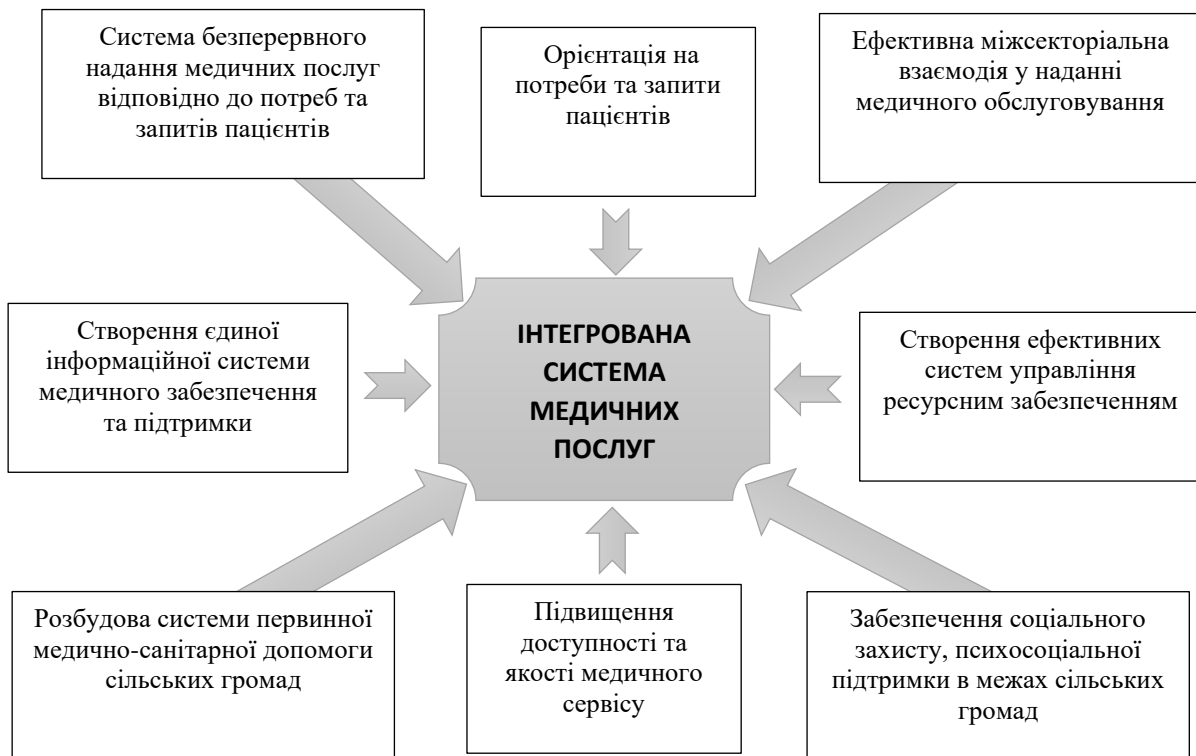 Система безперервного
надання медичних послуг
відповідно до потреб та
запитів пацієнтів
Орієнтація на
потреби та запити
пацієнтів
Ефективна міжсекторіальна
взаємодія у наданні
медичного обслуговування
Створення єдиної
інформаційної системи
медичного забезпечення
та підтримки
ІНТЕГРОВАНА
СИСТЕМА
МЕДИЧНИХ
ПОСЛУГ
Створення ефективних
систем управління
ресурсним забезпеченням
Розбудова системи первинної
медично-санітарної допомоги
сільських громад
Підвищення
доступності та
якості медичного
сервісу
Забезпечення соціального
захисту, психосоціальної
підтримки в межах сільських
громад